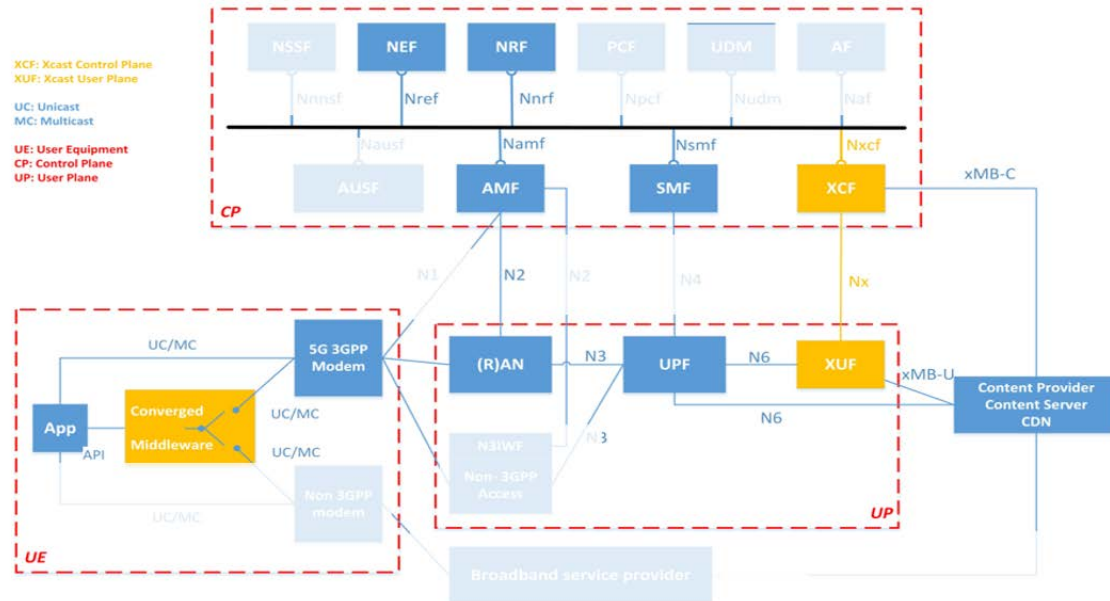 NSSF
NEF
NRF
PCF
UDM
AF
XCF: Xcast Control Plane
XUF: Xcast User Plane
UC: Unicast
MC: Multicast
UE: User Equipment
CP: Control Plane
UP: User Plane
Nnnsf
Nref
Nnrf
Npcf
Nudm
Naf
Nausf
Namf
Nsmf
Nxcf
AUSF
AMF
SMF
XCF
xMB-C
CP
N1
N2
N2
N4
Nx
UC/MC
5G 3GPP
Modem
(R)AN
N3
UPF
N6
XUF
xMB-U
Content Provider
Content Server
CDN
App
API
Converged
Middleware
UC/MC
UC/MC
N6
N3IWF
N3
Non- 3GPP
Access
Non 3GPP
modem
UC/MC
UE
UP
Broadband service provider